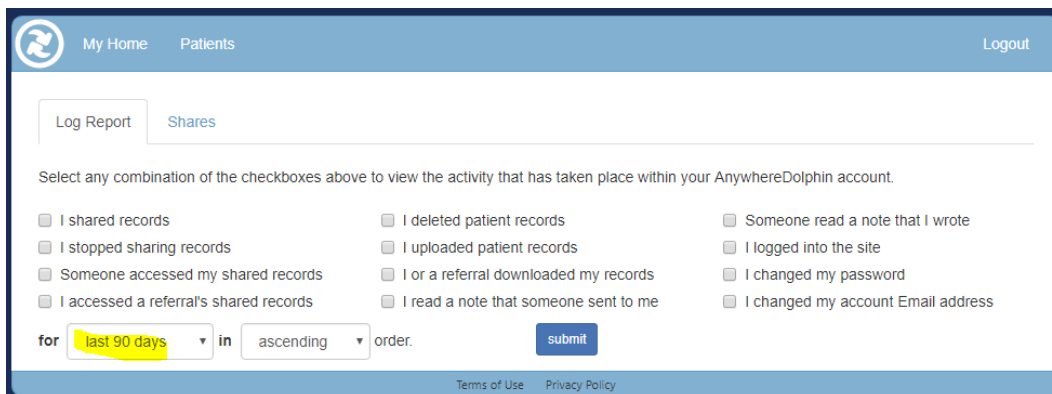 My Home Patients Logout
Log Report Shares
Select any combination of the checkboxes above to view the activity that has taken place within your AnywhereDolphin account.
I shared records I deleted patient records Someone read a note that I wrote
I stopped sharing records I uploaded patient records I logged into the site
Someone accessed my shared records I or a referral downloaded my records I changed my password
I accessed a referral's shared records I read a note that someone sent to me I changed my account Email address
for last 90 days in ascending order. submit
Terms of Use Privacy Policy